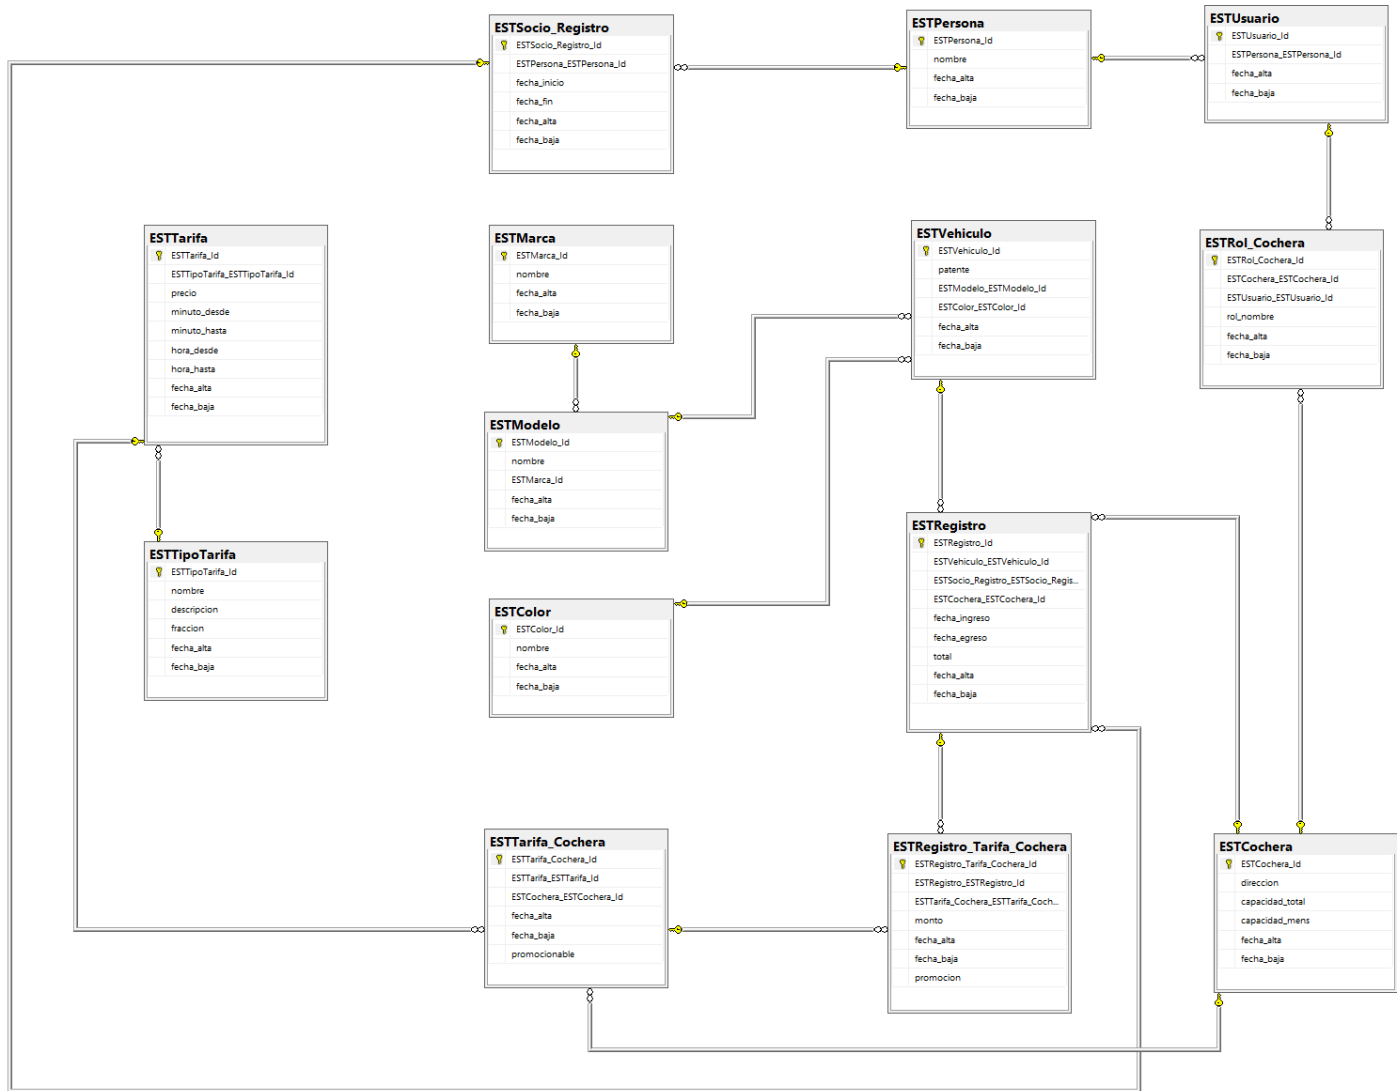 ESTSocio_Registro
ESTSocio_Registro_Id
ESTPersona_ESTPersona_Id
fecha_inicio
fecha_fin
fecha_alta
fecha_baja
ESTPersona
ESTPersona_Id
nombre
fecha_alta
fecha_baja
ESTUsuario
ESTUsuario_Id
ESTPersona_ESTPersona_Id
fecha_alta
fecha_baja
ESTTarifa
ESTTarifa_Id
ESTTipoTarifa_ESTTipoTarifa_Id
precio
minuto_desde
minuto_hasta
hora_desde
hora_hasta
fecha_alta
fecha_baja
ESTMarca
ESTMarca_Id
nombre
fecha_alta
fecha_baja
ESTVehiculo
ESTVehiculo_Id
patente
ESTModelo_ESTModelo_Id
ESTColor_ESTColor_Id
fecha_alta
fecha_baja
ESTRol_Cochera
ESTRol_Cochera_Id
ESTCochera_ESTCochera_Id
ESTUsuario_ESTUsuario_Id
rol_nombre
fecha_alta
fecha_baja
ESTModelo
ESTModelo_Id
nombre
ESTMarca_Id
fecha_alta
fecha_baja
ESTTipoTarifa
ESTTipoTarifa_Id
nombre
descripcion
fraccion
fecha_alta
fecha_baja
ESTColor
ESTColor_Id
nombre
fecha_alta
fecha_baja
ESTRegistro
ESTRegistro_Id
ESTVehiculo_ESTVehiculo_Id
ESTSocio_Registro_ESTSocio_Regis...
ESTCochera_ESTCochera_Id
fecha_ingreso
fecha_egreso
total
fecha_alta
fecha_baja
ESTTarifa_Cochera
ESTTarifa_Cochera_Id
ESTTarifa_ESTTarifa_Id
ESTCochera_ESTCochera_Id
fecha_alta
fecha_baja
promocionable
ESTRegistro_Tarifa_Cochera
ESTRegistro_Tarifa_Cochera_Id
ESTRegistro_ESTRegistro_Id
ESTTarifa_Cochera_ESTTarifa_Coch...
monto
fecha_alta
fecha_baja
promocion
ESTCochera
ESTCochera_Id
direccion
capacidad_total
capacidad_mens
fecha_alta
fecha_baja